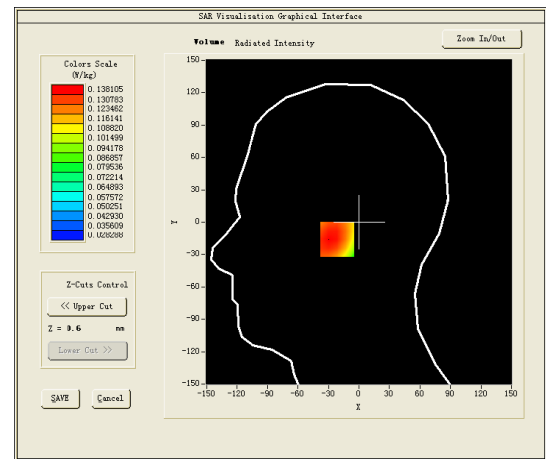 SAR Visualisation Graphical Interface
Volume Radiated Intensity
Zoom In/Out
Colors Scale
(W/kg)
0.138105
0.130783
0.123462
0.116141
0.108820
0.101499
0.094178
0.086857
0.079536
0.072214
0.064893
0.057572
0.050251
0.042930
0.035609
0.028288
Z-Cuts Control
<< Upper Cut
Z = 0.6 mm
Lower Cut >>
SAVE Cancel
150
120
90
60
30
0
-30
-60
-90
-120
-150
Y
-150 -120 -90 -60 -30 0 30 60 90 120 150
X